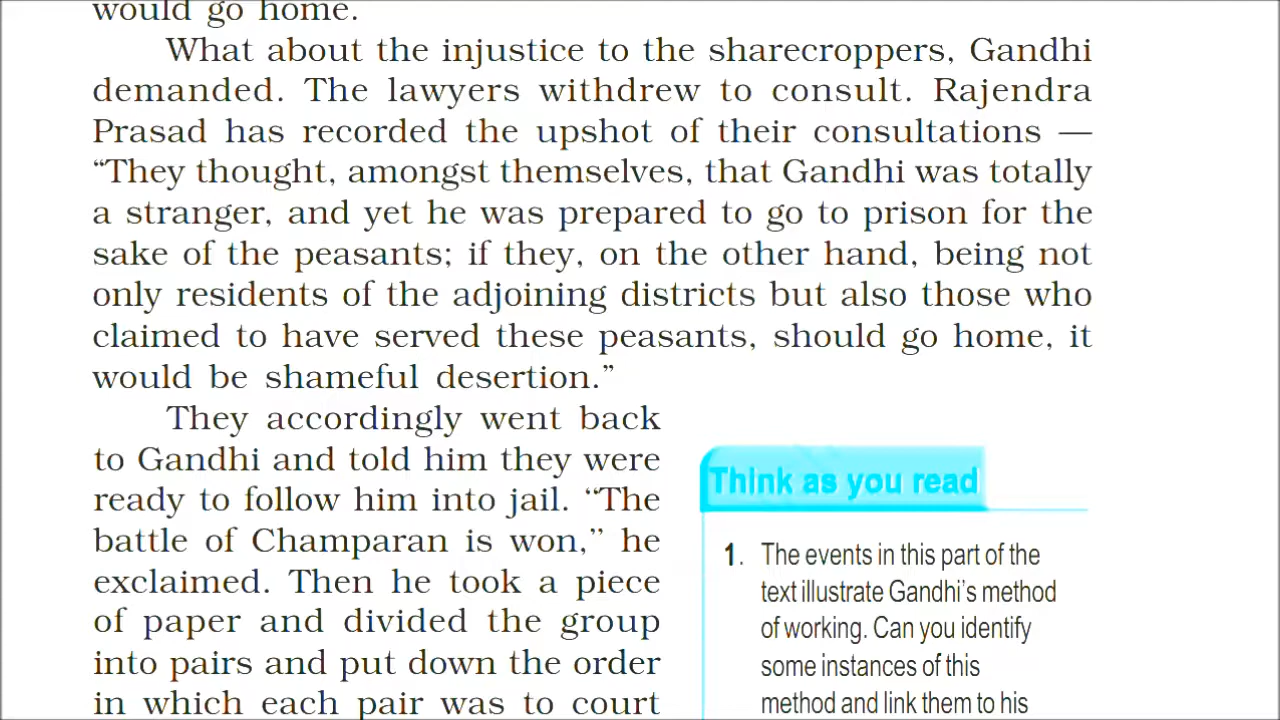 would go home.
What about the injustice to the sharecroppers, Gandhi
demanded. The lawyers withdrew to consult. Rajendra
Prasad has recorded the upshot of their consultations —
“They thought, amongst themselves, that Gandhi was totally
a stranger, and yet he was prepared to go to prison for the
sake of the peasants; if they, on the other hand, being not
only residents of the adjoining districts but also those who
claimed to have served these peasants, should go home, it
would be shameful desertion.”
They accordingly went back
to Gandhi and told him they were
ready to follow him into jail. “The
battle of Champaran is won,” he
exclaimed. Then he took a piece
of paper and divided the group
into pairs and put down the order
in which each pair was to court
Think as you read
1. The events in this part of the
text illustrate Gandhi’s method
of working. Can you identify
some instances of this
method and link them to his